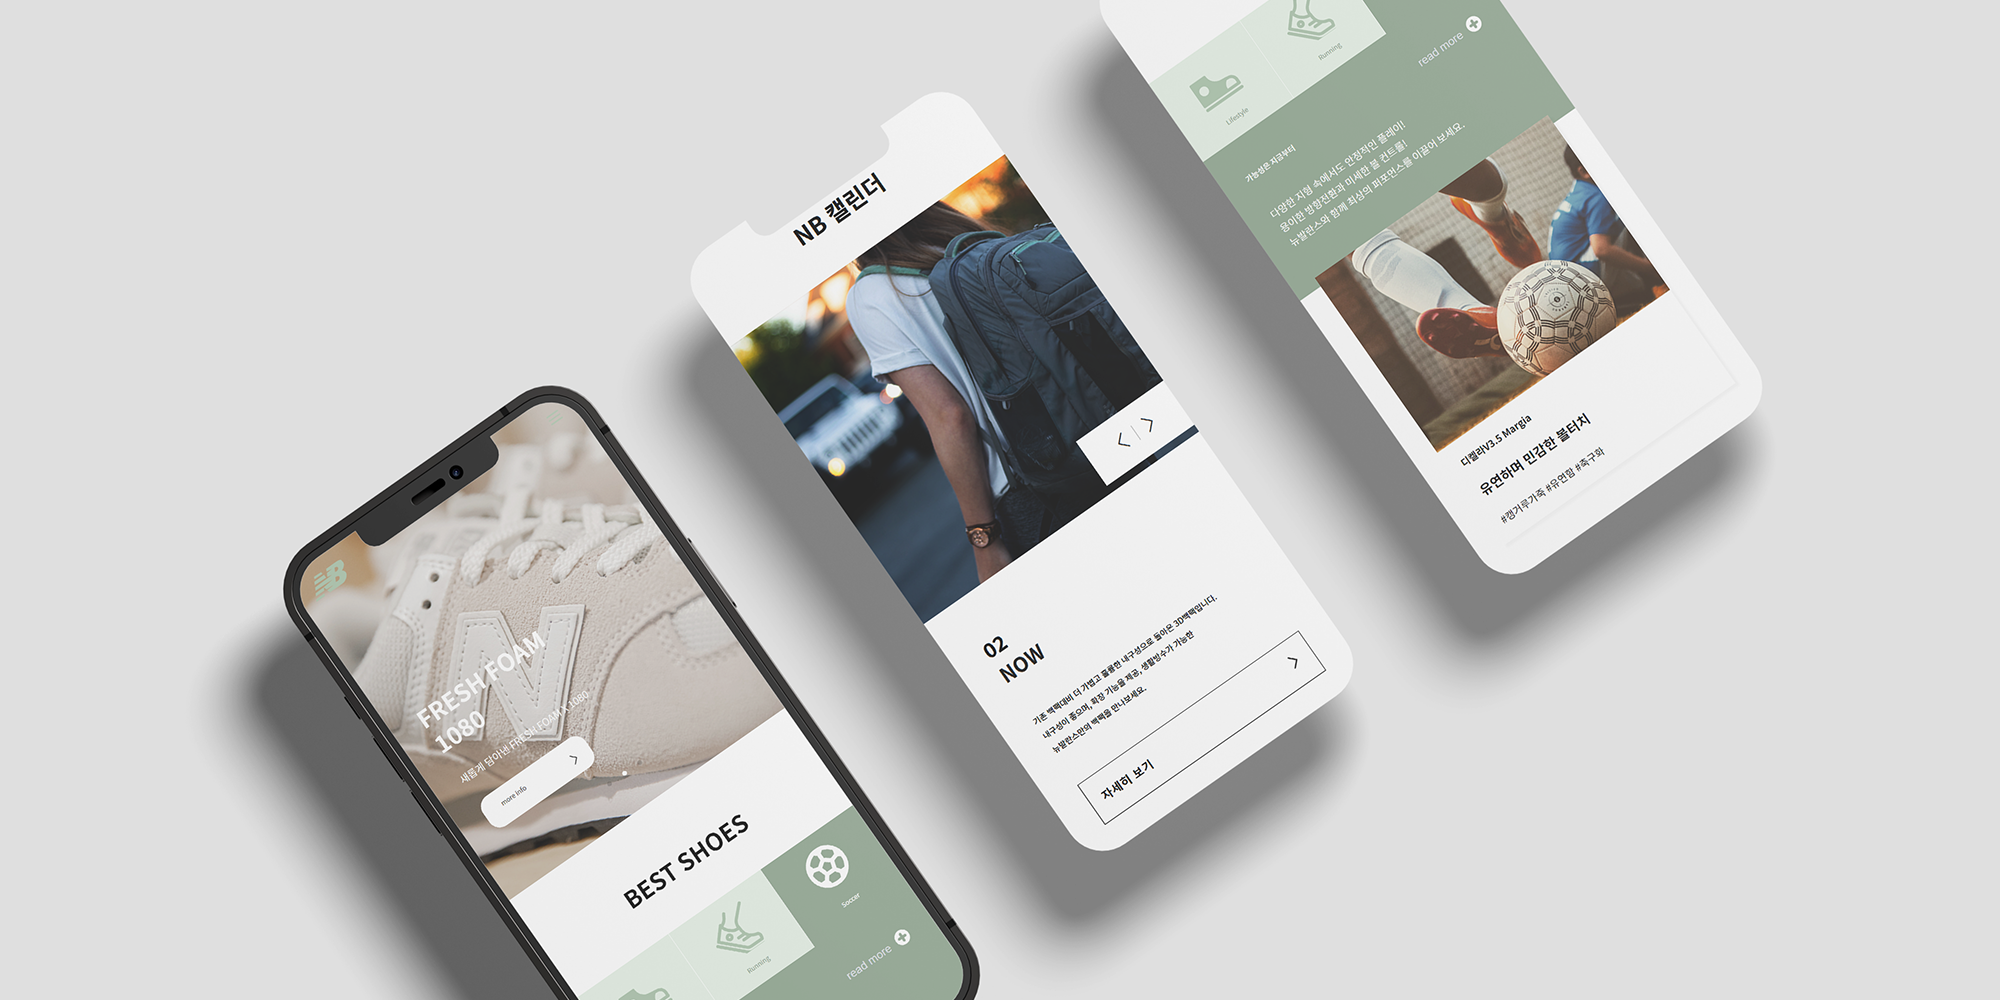 NB
FRESH FOAM
1080
새롭게 담아낸 FRESH FOAM X 1080
more info
BEST SHOES
Running
Soccer
read more
NB 캘린더
02
NOW
기존 백팩대비 더 가볍고 훌륭한 내구성으로 돌아온 3D백팩입니다.
내구성이 좋으며, 확장 기능을 제공, 생활방수가 가능한
뉴발란스만의 백팩을 만나보세요.
자세히 보기
Lifestyle
Running
read more
가능성은 지금부터
다양한 지형 속에서도 안정적인 플레이!
용이한 방향전환과 미세한 볼 컨트롤!
뉴발란스와 함께 최상의 퍼포먼스를 이끌어 보세요.
디켈라V3.5 Margia
유연하며 민감한 볼터치
#캥거루가죽 #유연함 #축구화